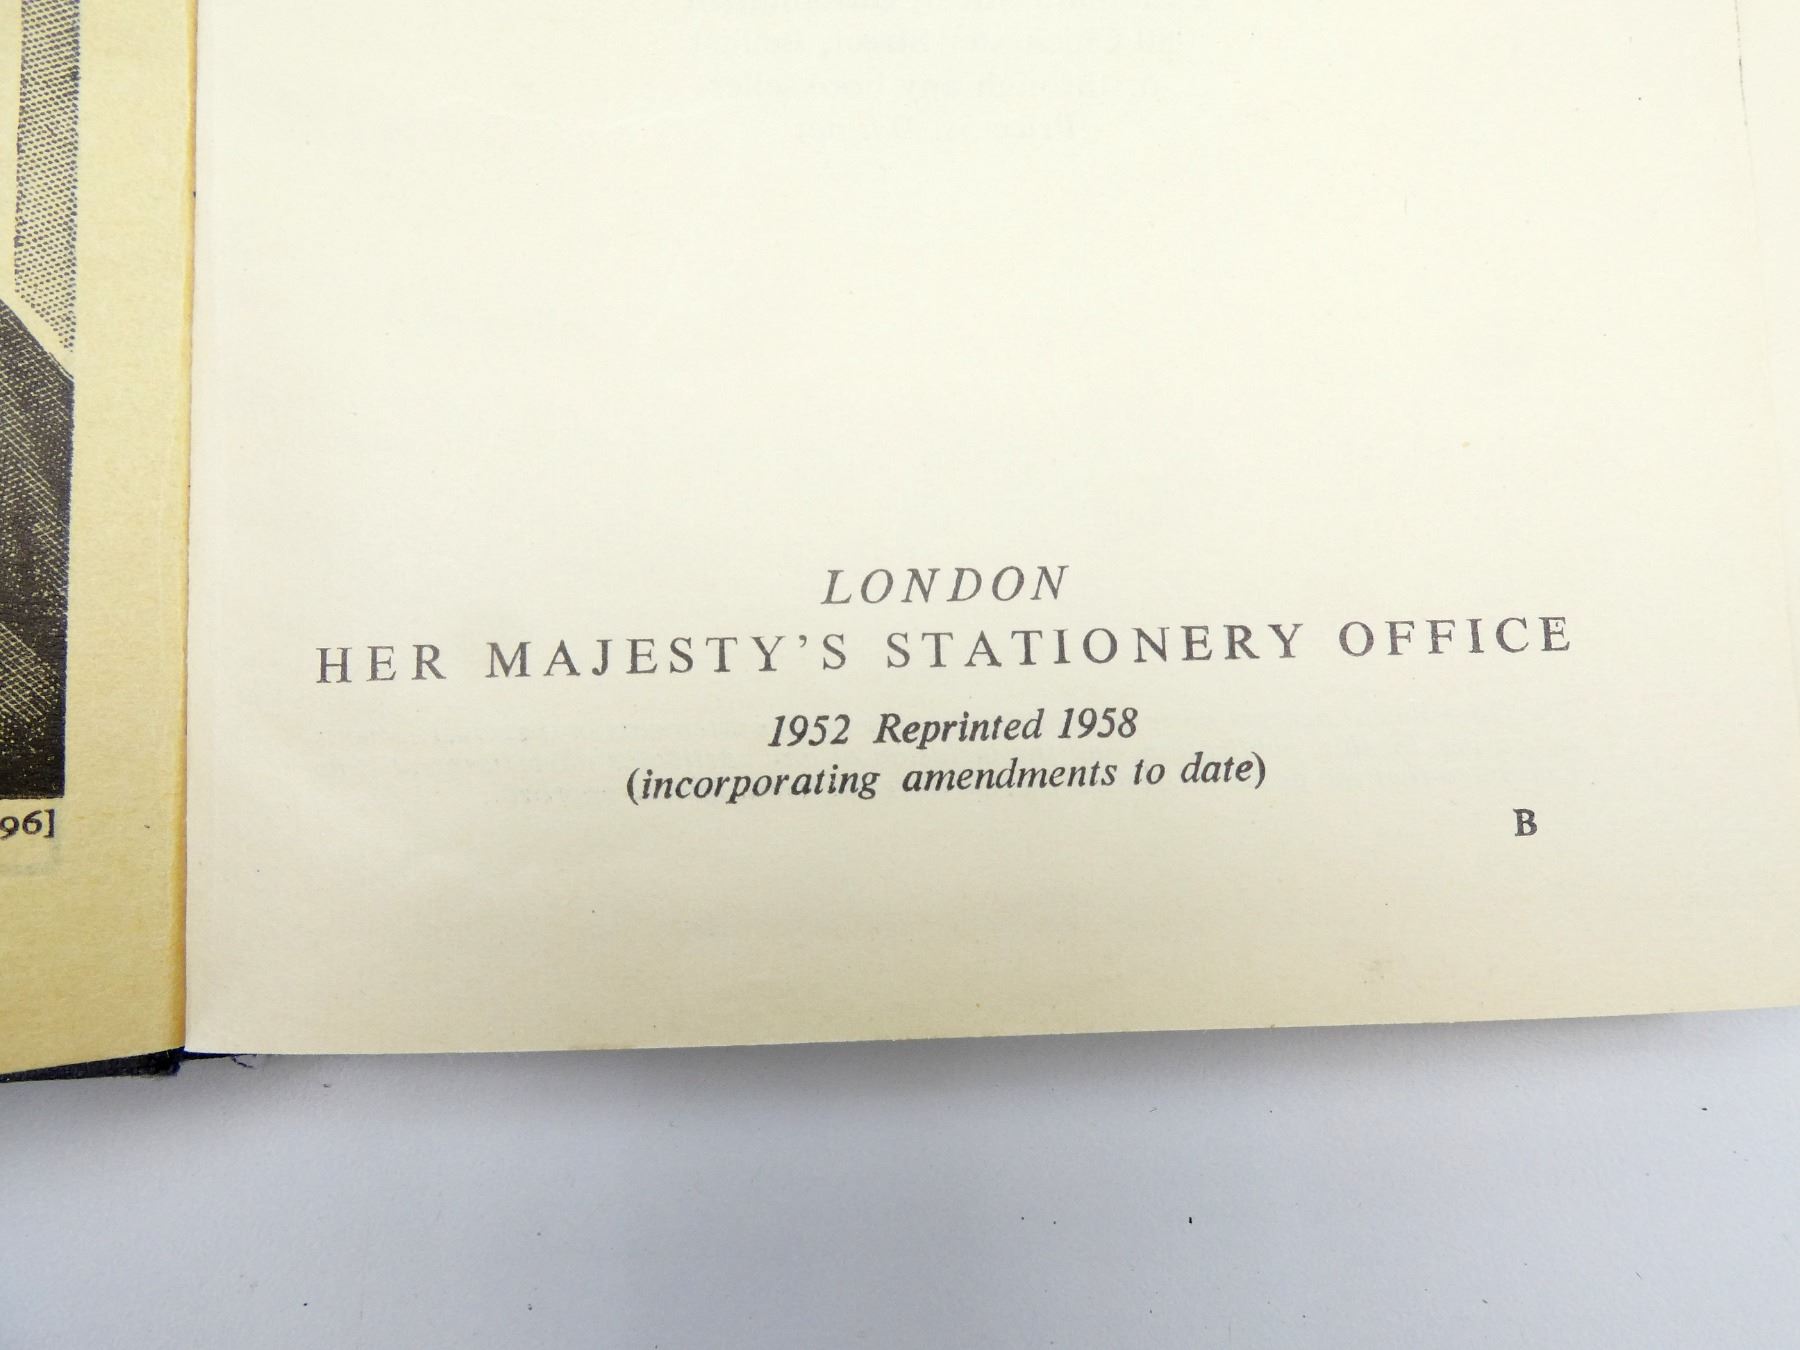 LONDON
HER MAJESTY'S STATIONERY OFFICE
1952 Reprinted 1958
(incorporating amendments to date)
B
96]